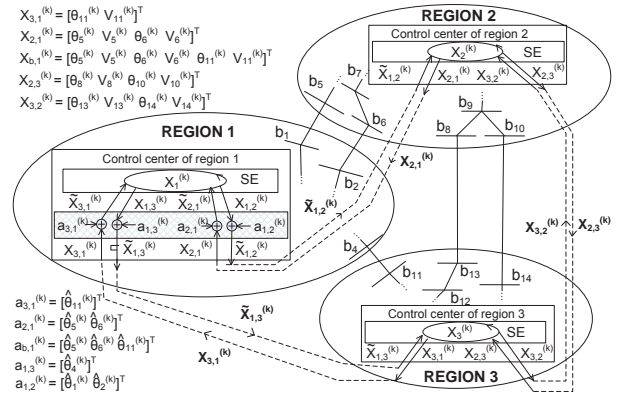 X3,1(k) = [θ11(k) V11(k)]T
X2,1(k) = [θ5(k) V5(k) θ6(k) V6(k)]T
Xb,1(k) = [θ5(k) V5(k) θ6(k) V6(k) θ11(k) V11(k)]T
X2,3(k) = [θ8(k) V8(k) θ10(k) V10(k)]T
X3,2(k) = [θ13(k) V13(k) θ14(k) V14(k)]T
REGION 2
Control center of region 2
X2(k) SE
X̃1,2(k) X2,1(k) X3,2(k) X2,3(k)
b7
b5
b6
b1
b2
b9
b8 b10
REGION 1
Control center of region 1
X1(k) SE
X̃3,1(k) X1,3(k) X̃2,1(k) X1,2(k)
a3,1(k) a1,3(k) a2,1(k) a1,2(k)
X3,1(k) X̃1,3(k) X2,1(k) X̃1,2(k)
X2,1(k)
X̃1,2(k)
X3,2(k) X2,3(k)
b4
b11
b13
b14
b12
X̃1,3(k)
X3,1(k)
Control center of region 3
X3(k) SE
X̃1,3(k) X3,1(k) X2,3(k) X3,2(k)
REGION 3
a3,1(k) = [θ̂11(k)]T
a2,1(k) = [θ̂5(k) θ̂6(k)]T
ab,1(k) = [θ̂5(k) θ̂6(k) θ̂11(k)]T
a1,3(k) = [θ̂4(k)]T
a1,2(k) = [θ̂1(k) θ̂2(k)]T